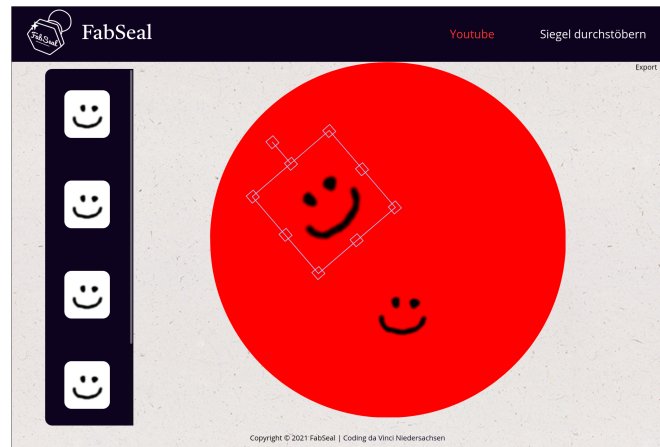 FabSeal
FabSeal
Youtube
Siegel durchstöbern
Export
Copyright © 2021 FabSeal | Coding da Vinci Niedersachsen